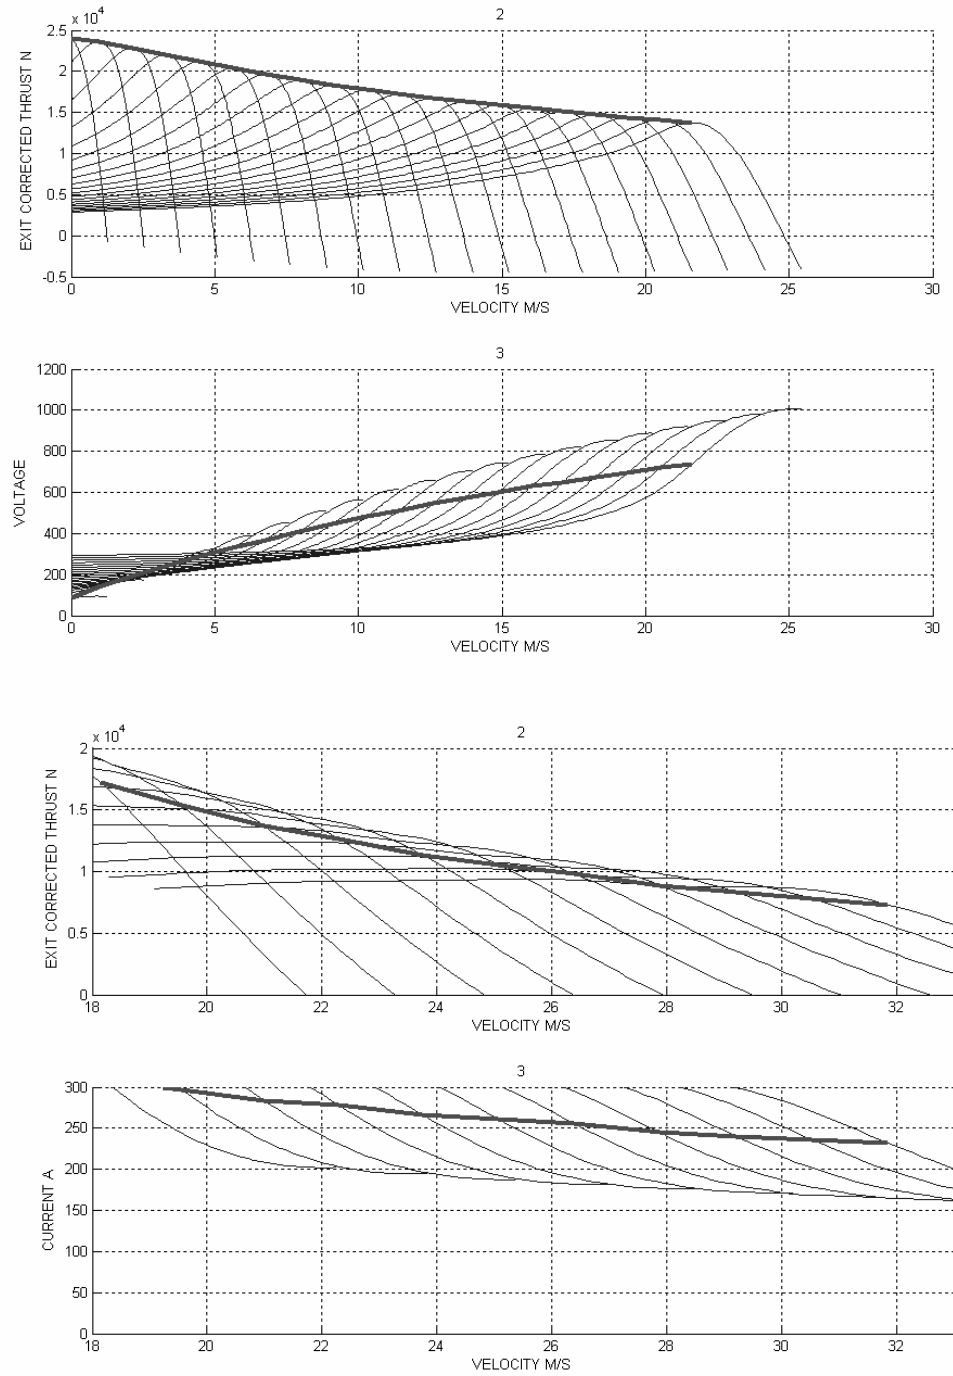 2
x 10⁴
2.5
2
1.5
1
0.5
0
-0.5
EXIT CORRECTED THRUST N
0 5 10 15 20 25 30
VELOCITY M/S
3
1200
1000
800
600
400
200
0
VOLTAGE
0 5 10 15 20 25 30
VELOCITY M/S
2
x 10⁴
2
1.5
1
0.5
0
EXIT CORRECTED THRUST N
18 20 22 24 26 28 30 32
VELOCITY M/S
3
300
250
200
150
100
50
0
CURRENT A
18 20 22 24 26 28 30 32
VELOCITY M/S